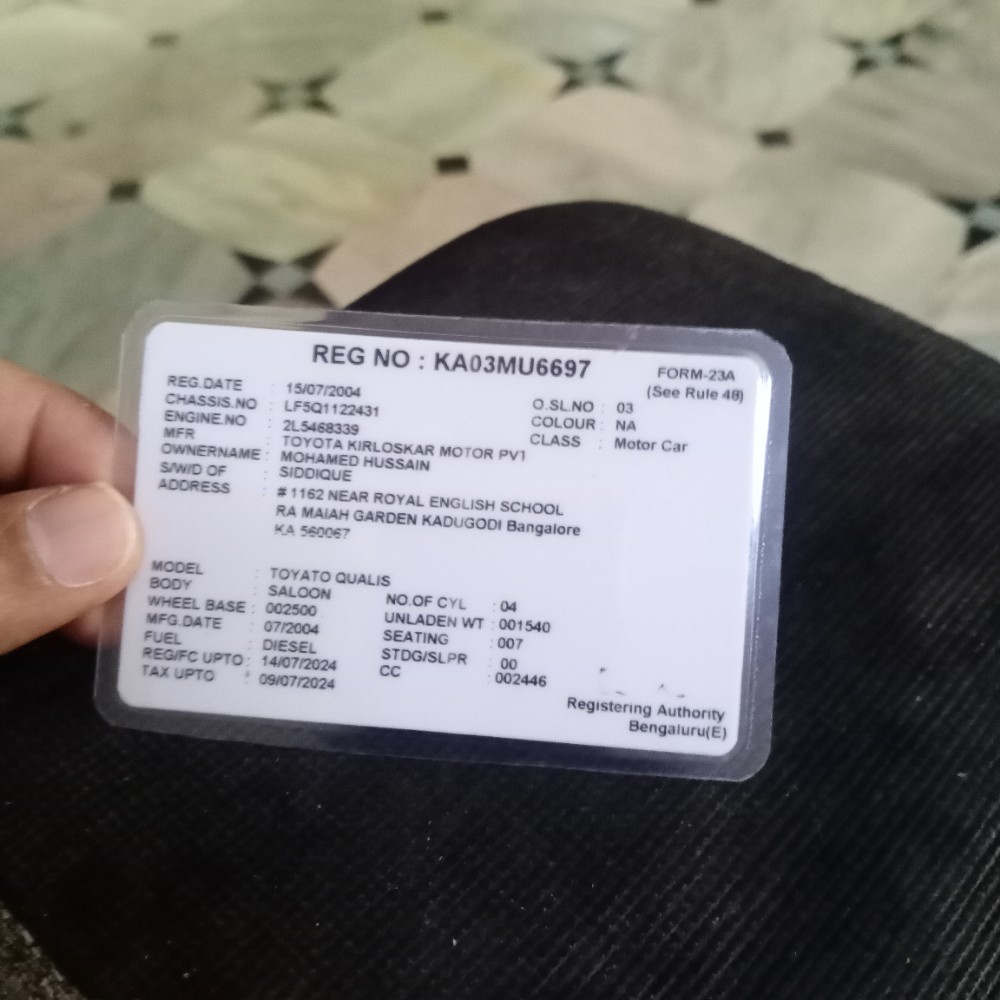 REG NO : KA03MU6697
FORM-23A
(See Rule 48)
REG.DATE : 15/07/2004
CHASSIS.NO : LF5Q1122431
O.SL.NO : 03
ENGINE.NO : 2L5468339
COLOUR : NA
MFR : TOYOTA KIRLOSKAR MOTOR PV1
CLASS : Motor Car
OWNERNAME : MOHAMED HUSSAIN
S/W/D OF : SIDDIQUE
ADDRESS : # 1162 NEAR ROYAL ENGLISH SCHOOL
RA MAIAH GARDEN KADUGODI Bangalore
KA 560067
MODEL : TOYATO QUALIS
BODY : SALOON
NO.OF CYL : 04
WHEEL BASE : 002500
UNLADEN WT : 001540
MFG.DATE : 07/2004
SEATING : 007
FUEL : DIESEL
STDG/SLPR : 00
REG/FC UPTO : 14/07/2024
CC : 002446
TAX UPTO : 09/07/2024
Registering Authority
Bengaluru(E)